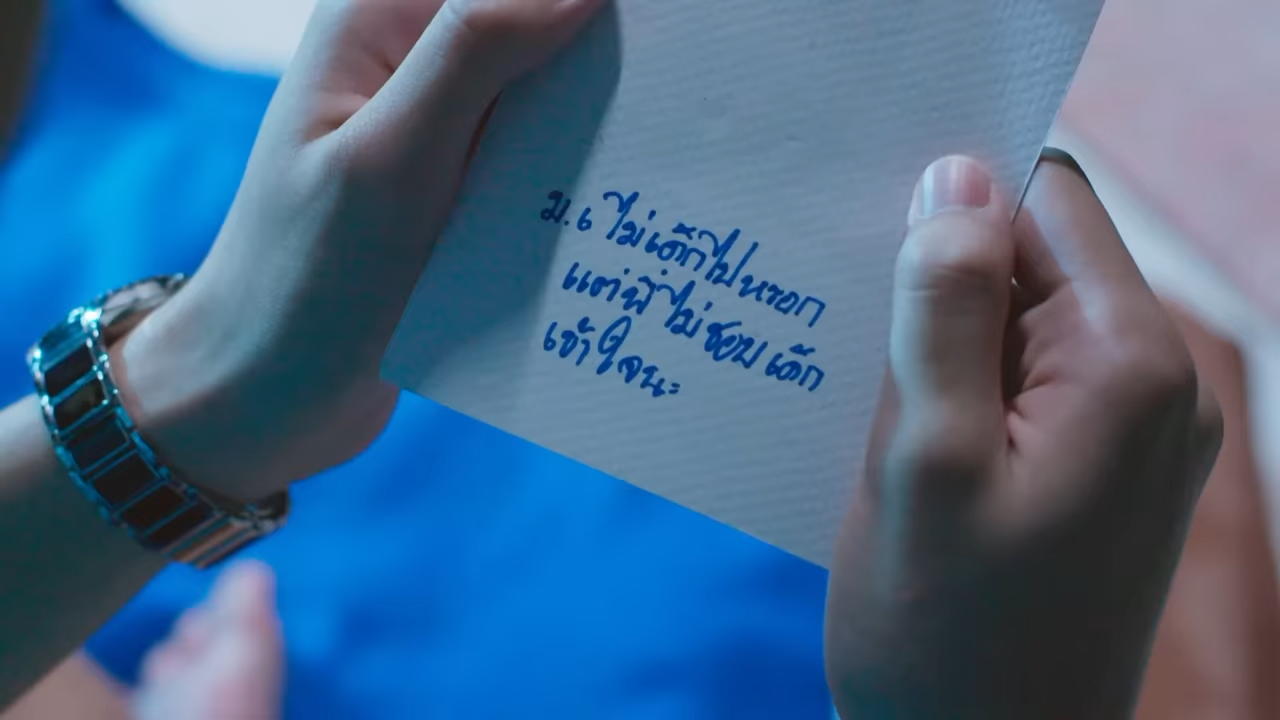 ม.6 ไม่เด็กไปหรอก
แต่พี่ไม่ชอบเด็ก
เข้าใจนะ